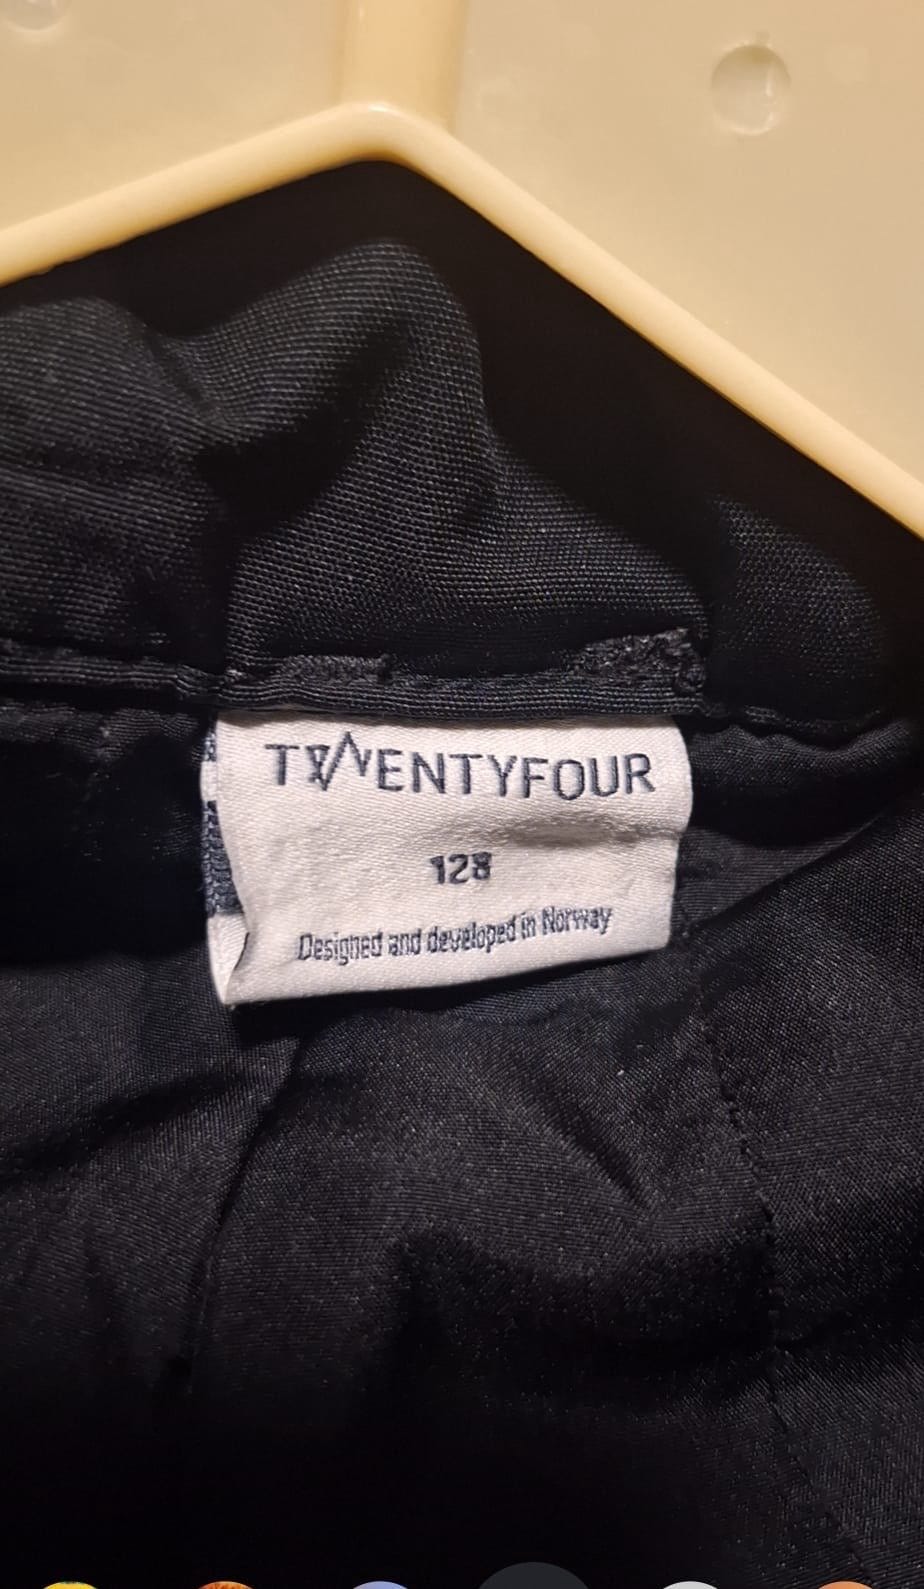 TWENTYFOUR
128
Designed and developed in Norway